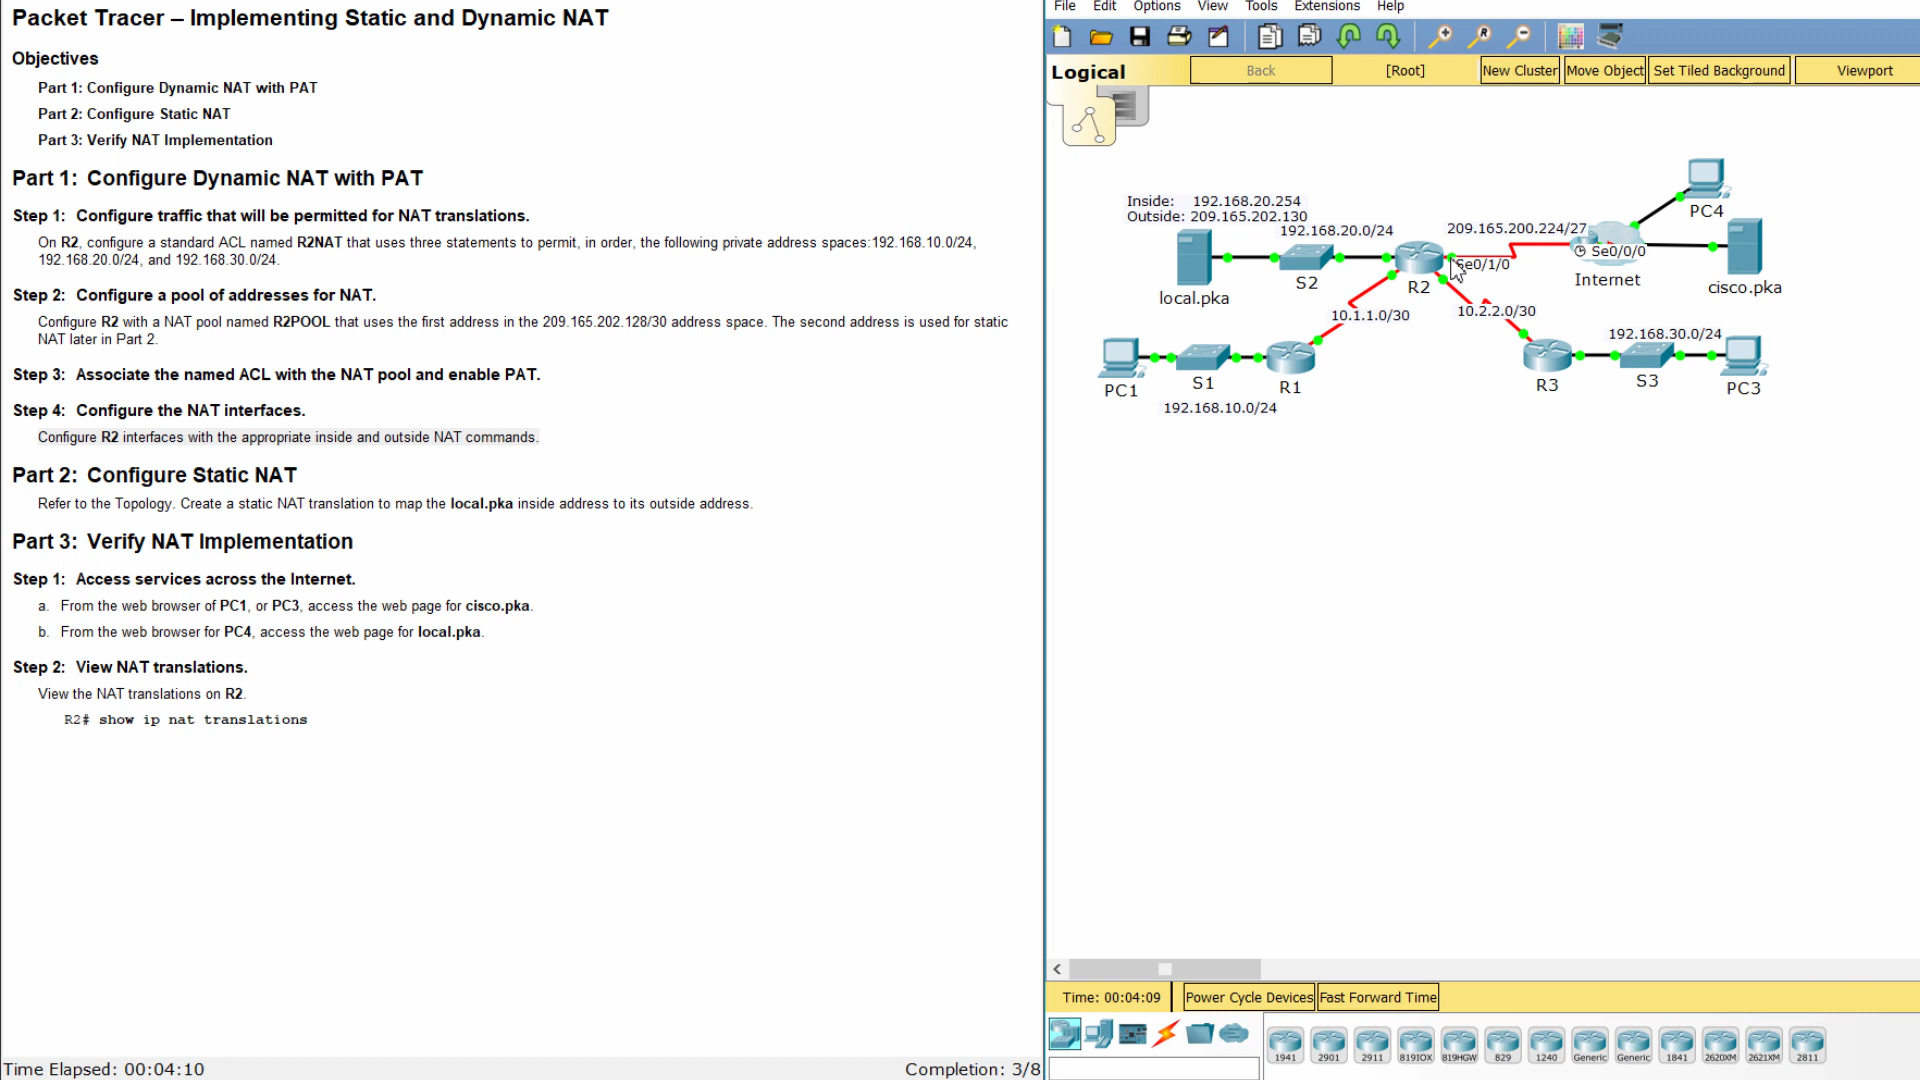 Packet Tracer – Implementing Static and Dynamic NAT
Objectives
Part 1: Configure Dynamic NAT with PAT
Part 2: Configure Static NAT
Part 3: Verify NAT Implementation
Part 1: Configure Dynamic NAT with PAT
Step 1: Configure traffic that will be permitted for NAT translations.
On R2, configure a standard ACL named R2NAT that uses three statements to permit, in order, the following private address spaces:192.168.10.0/24,
192.168.20.0/24, and 192.168.30.0/24.
Step 2: Configure a pool of addresses for NAT.
Configure R2 with a NAT pool named R2POOL that uses the first address in the 209.165.202.128/30 address space. The second address is used for static
NAT later in Part 2.
Step 3: Associate the named ACL with the NAT pool and enable PAT.
Step 4: Configure the NAT interfaces.
Configure R2 interfaces with the appropriate inside and outside NAT commands.
Part 2: Configure Static NAT
Refer to the Topology. Create a static NAT translation to map the local.pka inside address to its outside address.
Part 3: Verify NAT Implementation
Step 1: Access services across the Internet.
a. From the web browser of PC1, or PC3, access the web page for cisco.pka.
b. From the web browser for PC4, access the web page for local.pka.
Step 2: View NAT translations.
View the NAT translations on R2.
R2# show ip nat translations
Time Elapsed: 00:04:10
Completion: 3/8
File Edit Options View Tools Extensions Help
Logical Back [Root] New Cluster Move Object Set Tiled Background Viewport
Inside: 192.168.20.254
Outside: 209.165.202.130
192.168.20.0/24
209.165.200.224/27
PC4
Se0/0/0
Se0/1/0
Internet
cisco.pka
local.pka
S2
R2
10.1.1.0/30
10.2.2.0/30
192.168.30.0/24
PC1
S1
R1
R3
S3
PC3
192.168.10.0/24
Time: 00:04:09 Power Cycle Devices Fast Forward Time
1941 2901 2911 819IOX 819HGW 829 1240 Generic Generic 1841 2620XM 2621XM 2811